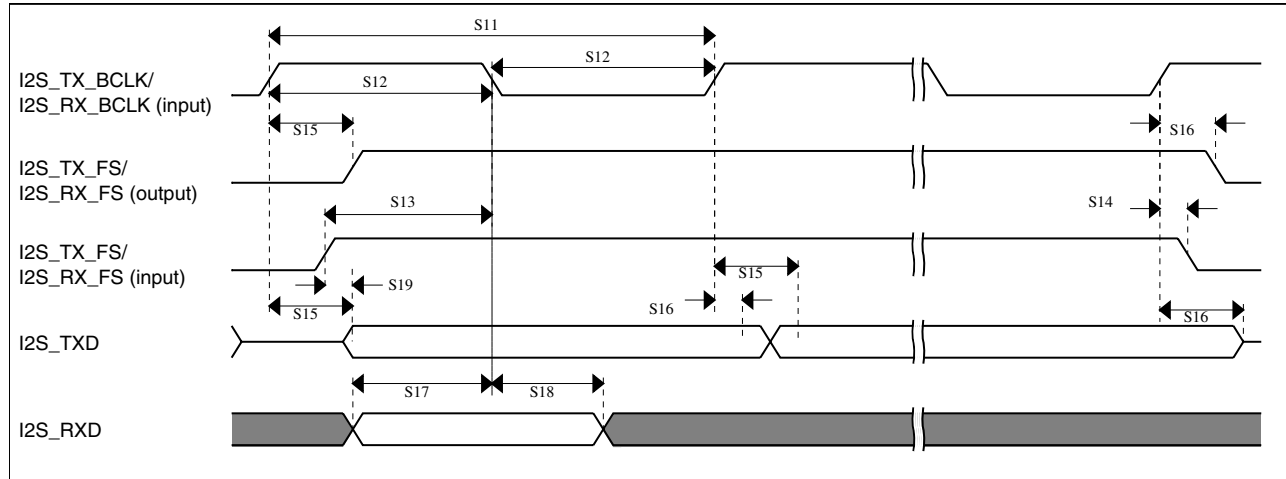 S11
I2S_TX_BCLK/
I2S_RX_BCLK (input)
S12
S12
S15
S16
I2S_TX_FS/
I2S_RX_FS (output)
S13
S14
I2S_TX_FS/
I2S_RX_FS (input)
S19
S15
S15
S16
S16
I2S_TXD
S17
S18
I2S_RXD